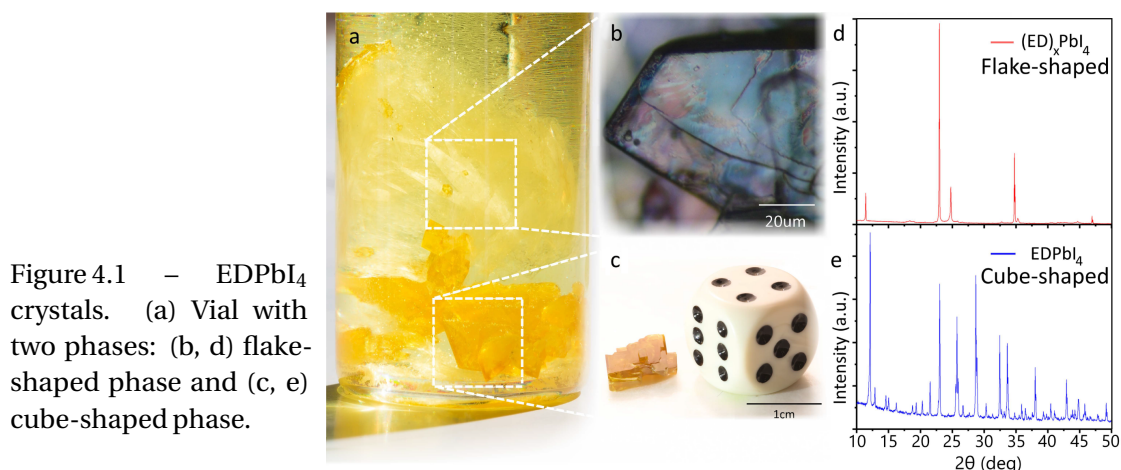 Figure 4.1 – EDPbI₄
crystals. (a) Vial with
two phases: (b, d) flake-
shaped phase and (c, e)
cube-shaped phase.
a
b
20um
c
1cm
d
(ED)ₓPbI₄
Flake-shaped
Intensity (a.u.)
e
EDPbI₄
Cube-shaped
Intensity (a.u.)
10 15 20 25 30 35 40 45 50
2θ (deg)